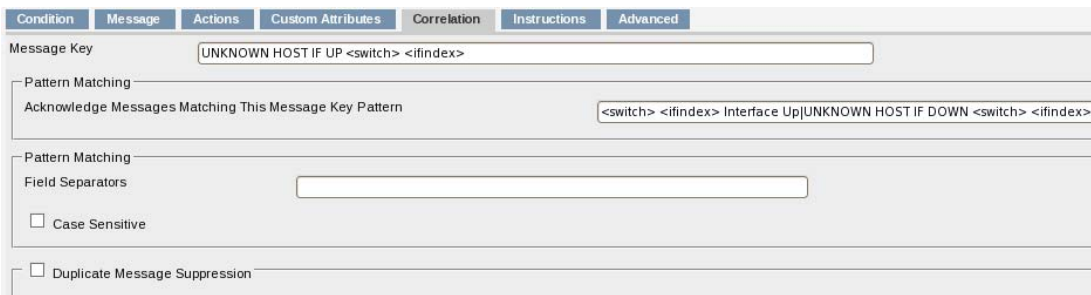 Condition Message Actions Custom Attributes Correlation Instructions Advanced
Message Key UNKNOWN HOST IF UP <switch> <ifindex>
Pattern Matching
Acknowledge Messages Matching This Message Key Pattern <switch> <ifindex> Interface Up|UNKNOWN HOST IF DOWN <switch> <ifindex>
Pattern Matching
Field Separators
Case Sensitive
Duplicate Message Suppression